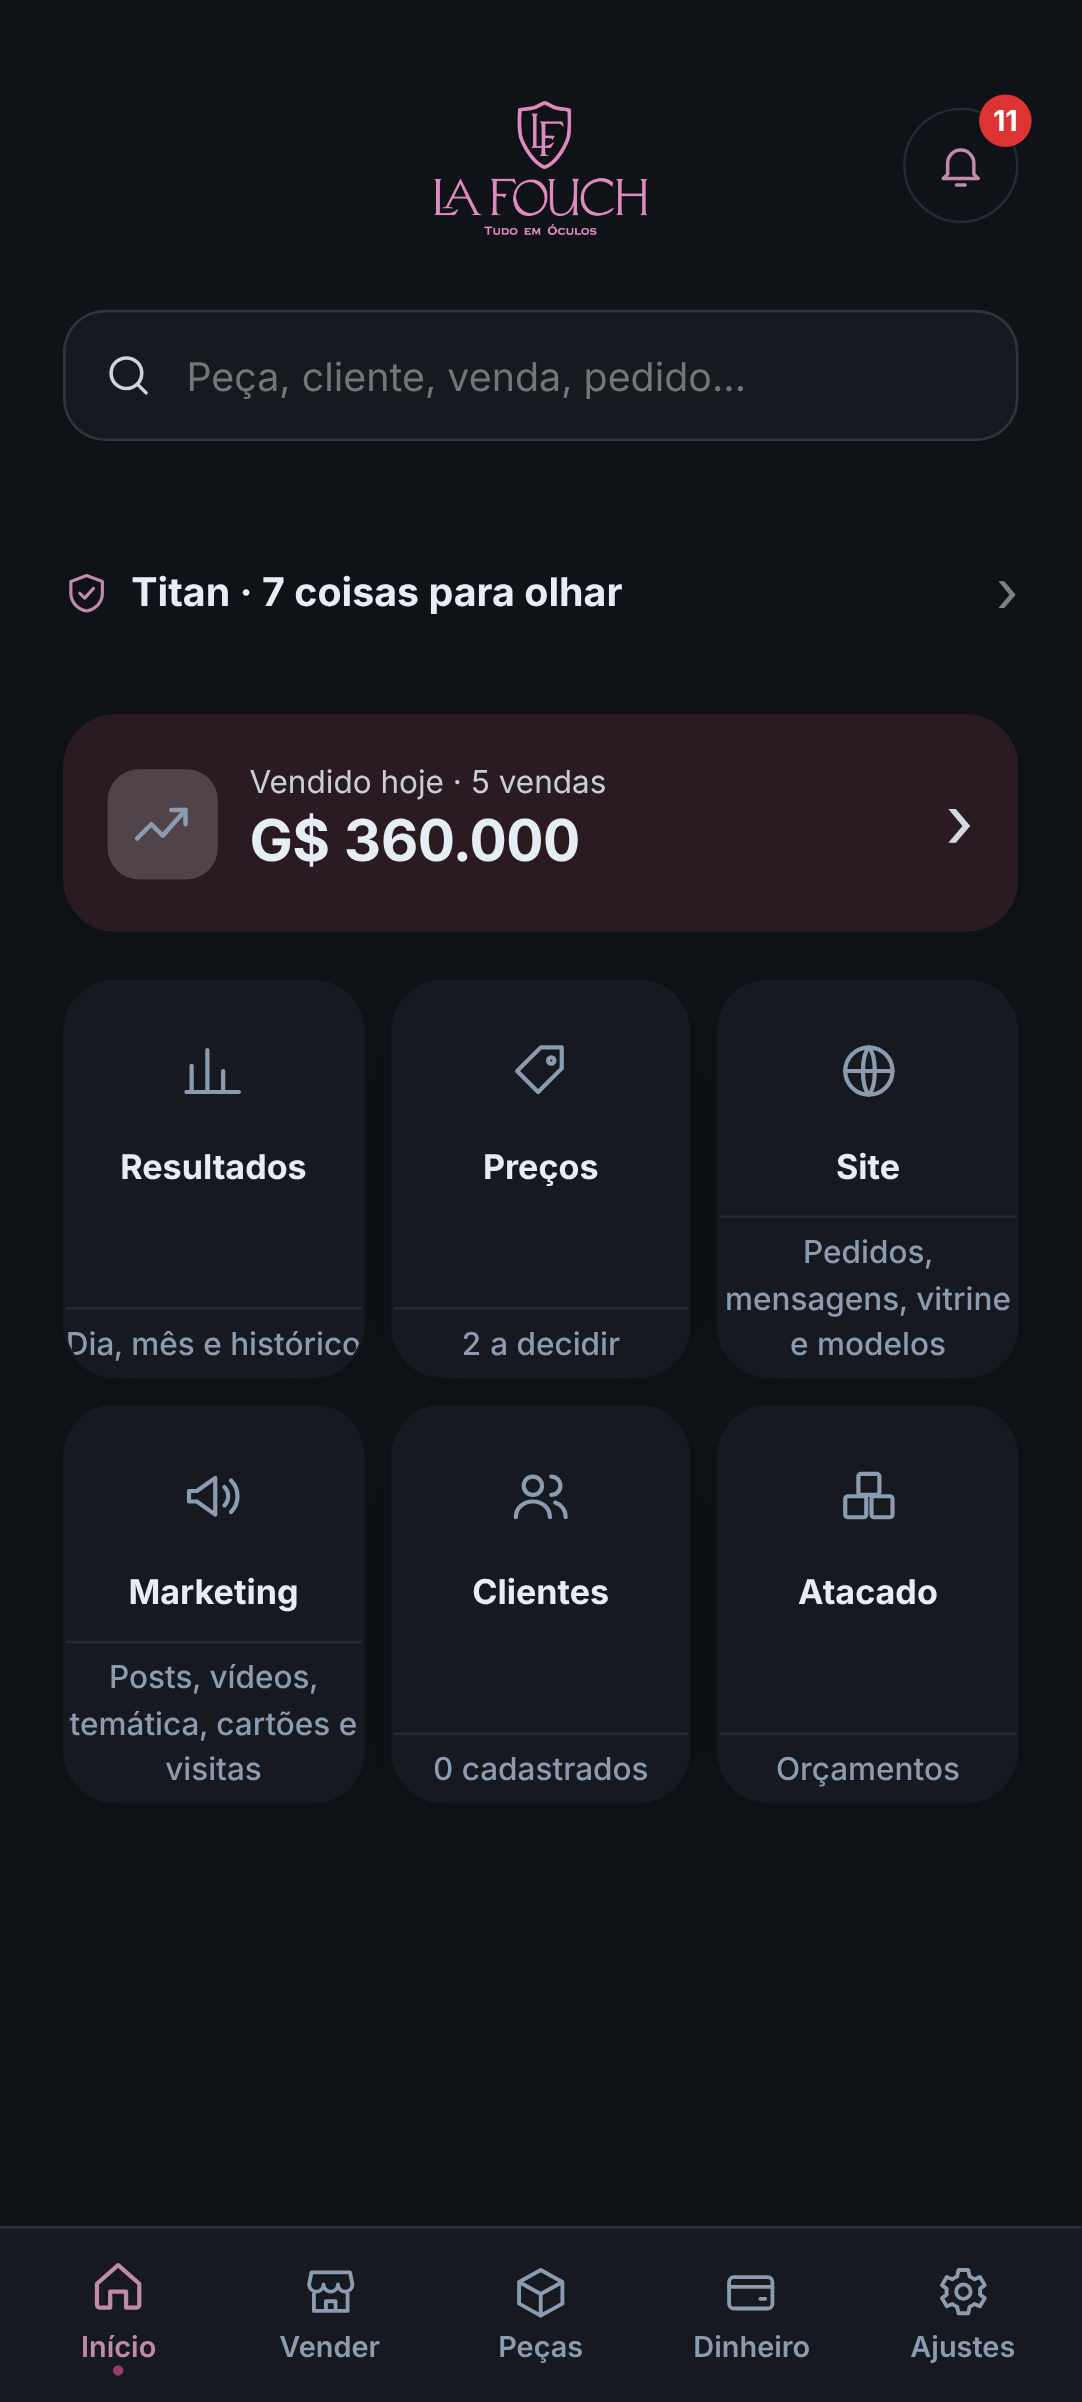 LF
LA FOUCH
Tudo em Óculos
11
Peça, cliente, venda, pedido...
Titan · 7 coisas para olhar
Vendido hoje · 5 vendas
G$ 360.000
Resultados
Dia, mês e histórico
Preços
2 a decidir
Site
Pedidos,
mensagens, vitrine
e modelos
Marketing
Posts, vídeos,
temática, cartões e
visitas
Clientes
0 cadastrados
Atacado
Orçamentos
Início
Vender
Peças
Dinheiro
Ajustes